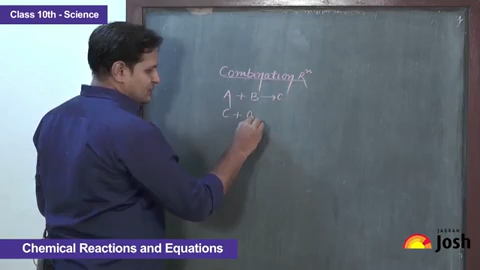 Class 10th - Science
Combination Rxn
A + B → C
C + O
Chemical Reactions and Equations
JAGRAN
Josh